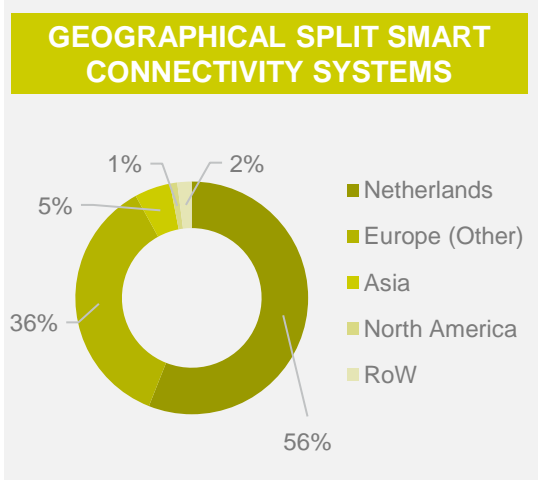 GEOGRAPHICAL SPLIT SMART
CONNECTIVITY SYSTEMS
1%
2%
5%
36%
56%
Netherlands
Europe (Other)
Asia
North America
RoW